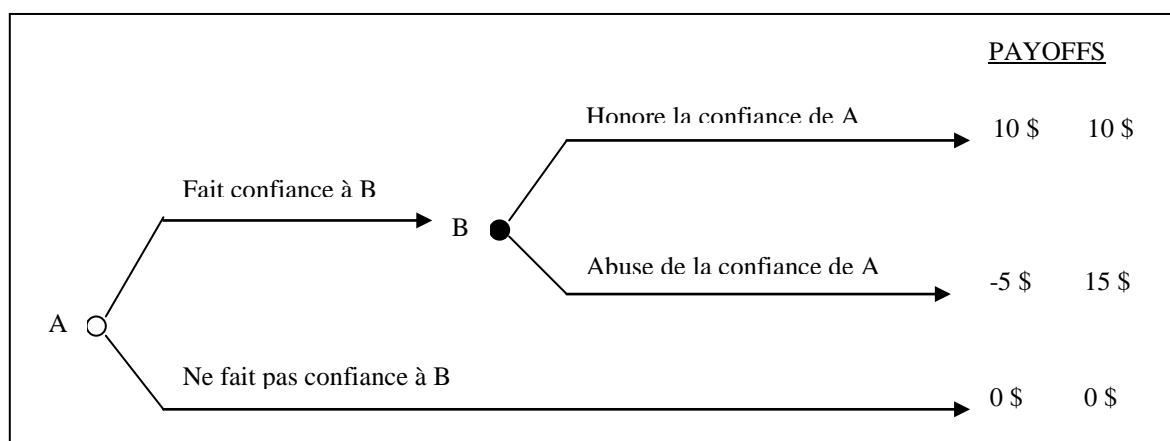 PAYOFFS
Honore la confiance de A
10 $ 10 $
Fait confiance à B
B
Abuse de la confiance de A
-5 $ 15 $
A
Ne fait pas confiance à B
0 $ 0 $